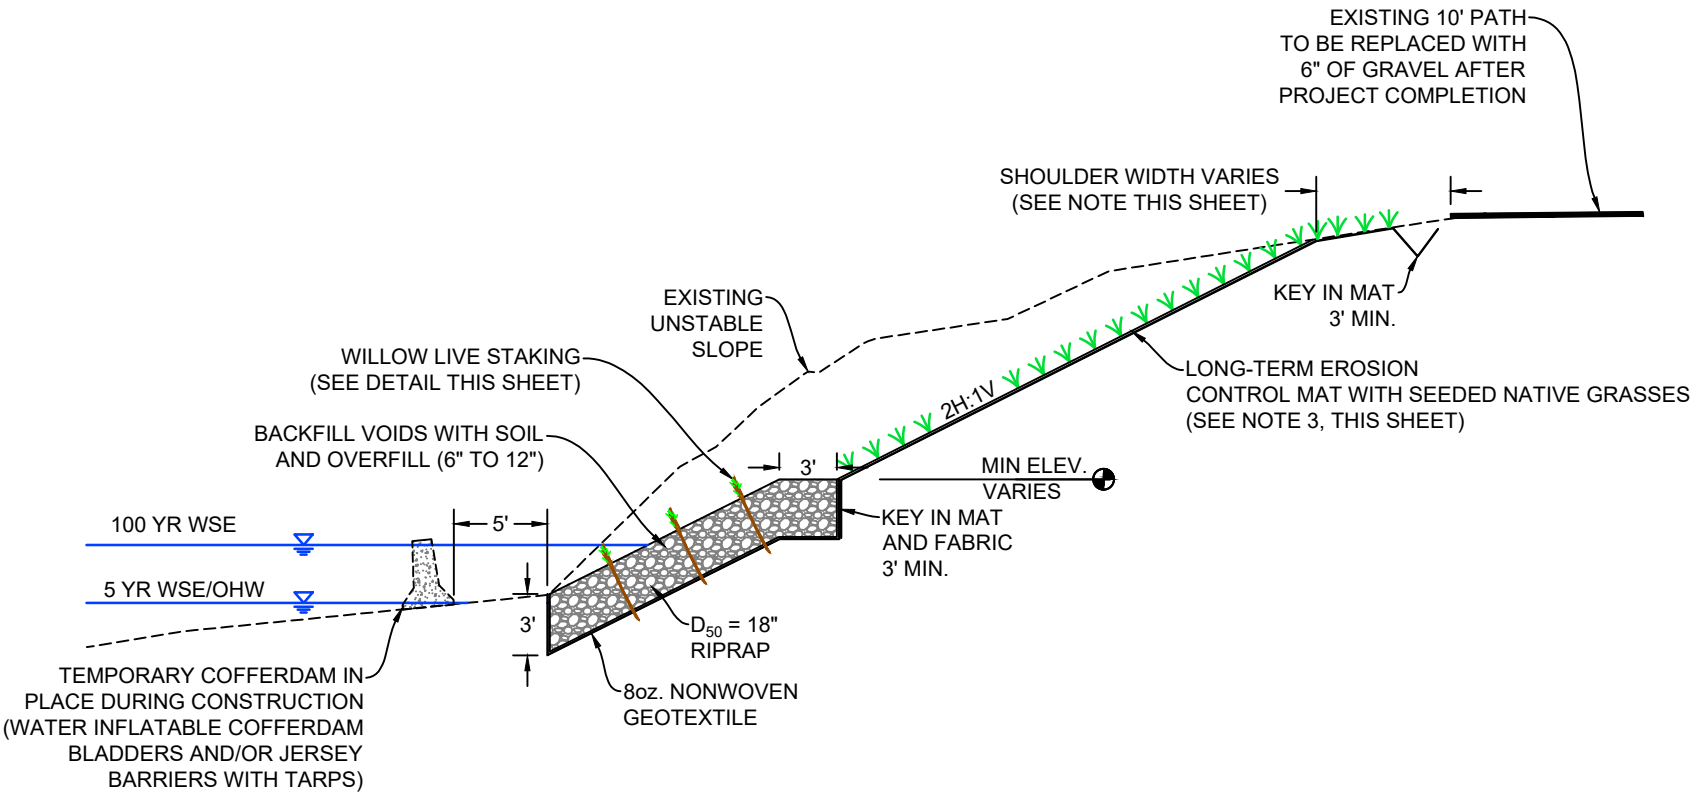 EXISTING 10' PATH
TO BE REPLACED WITH
6" OF GRAVEL AFTER
PROJECT COMPLETION
SHOULDER WIDTH VARIES
(SEE NOTE THIS SHEET)
EXISTING
UNSTABLE
SLOPE
KEY IN MAT
3' MIN.
WILLOW LIVE STAKING
(SEE DETAIL THIS SHEET)
LONG-TERM EROSION
CONTROL MAT WITH SEEDED NATIVE GRASSES
(SEE NOTE 3, THIS SHEET)
2H:1V
BACKFILL VOIDS WITH SOIL
AND OVERFILL (6" TO 12")
3'
MIN ELEV.
VARIES
100 YR WSE
5'
KEY IN MAT
AND FABRIC
3' MIN.
5 YR WSE/OHW
3'
D50 = 18"
RIPRAP
TEMPORARY COFFERDAM IN
PLACE DURING CONSTRUCTION
(WATER INFLATABLE COFFERDAM
BLADDERS AND/OR JERSEY
BARRIERS WITH TARPS)
8oz. NONWOVEN
GEOTEXTILE